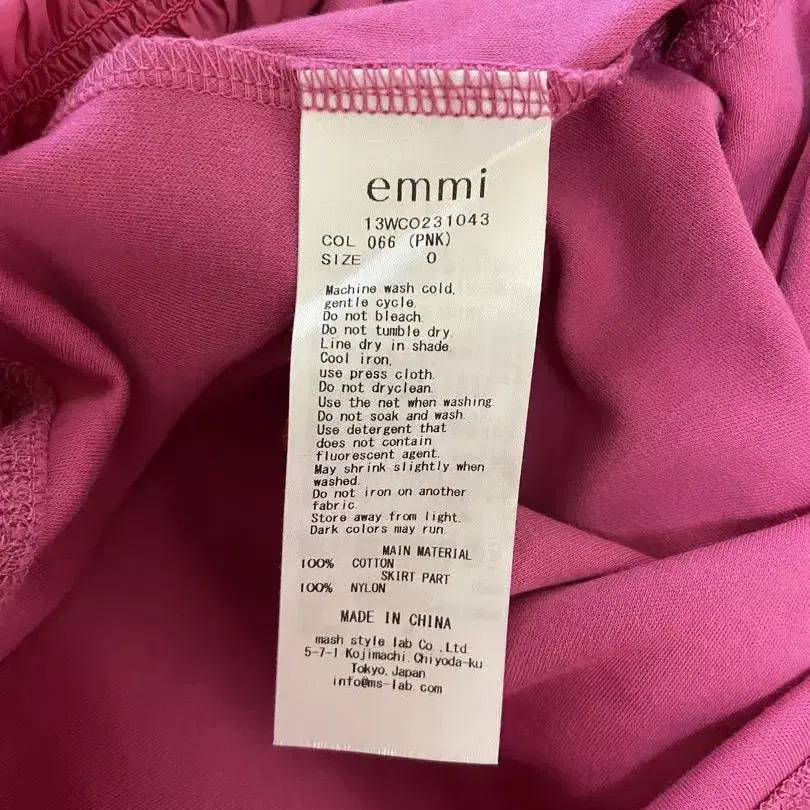 emmi
13WCO231043
COL 066 (PNK)
SIZE 0
Machine wash cold,
gentle cycle.
Do not bleach.
Do not tumble dry.
Line dry in shade.
Cool iron,
use press cloth.
Do not dryclean.
Use the net when washing.
Do not soak and wash.
Use detergent that
does not contain
fluorescent agent.
May shrink slightly when
washed.
Do not iron on another
fabric.
Store away from light.
Dark colors may run.
MAIN MATERIAL
100% COTTON
SKIRT PART
100% NYLON
MADE IN CHINA
mash style lab Co.,Ltd.
5-7-1 Kojimachi,Chiyoda-ku
Tokyo,Japan
info@ms-lab.com